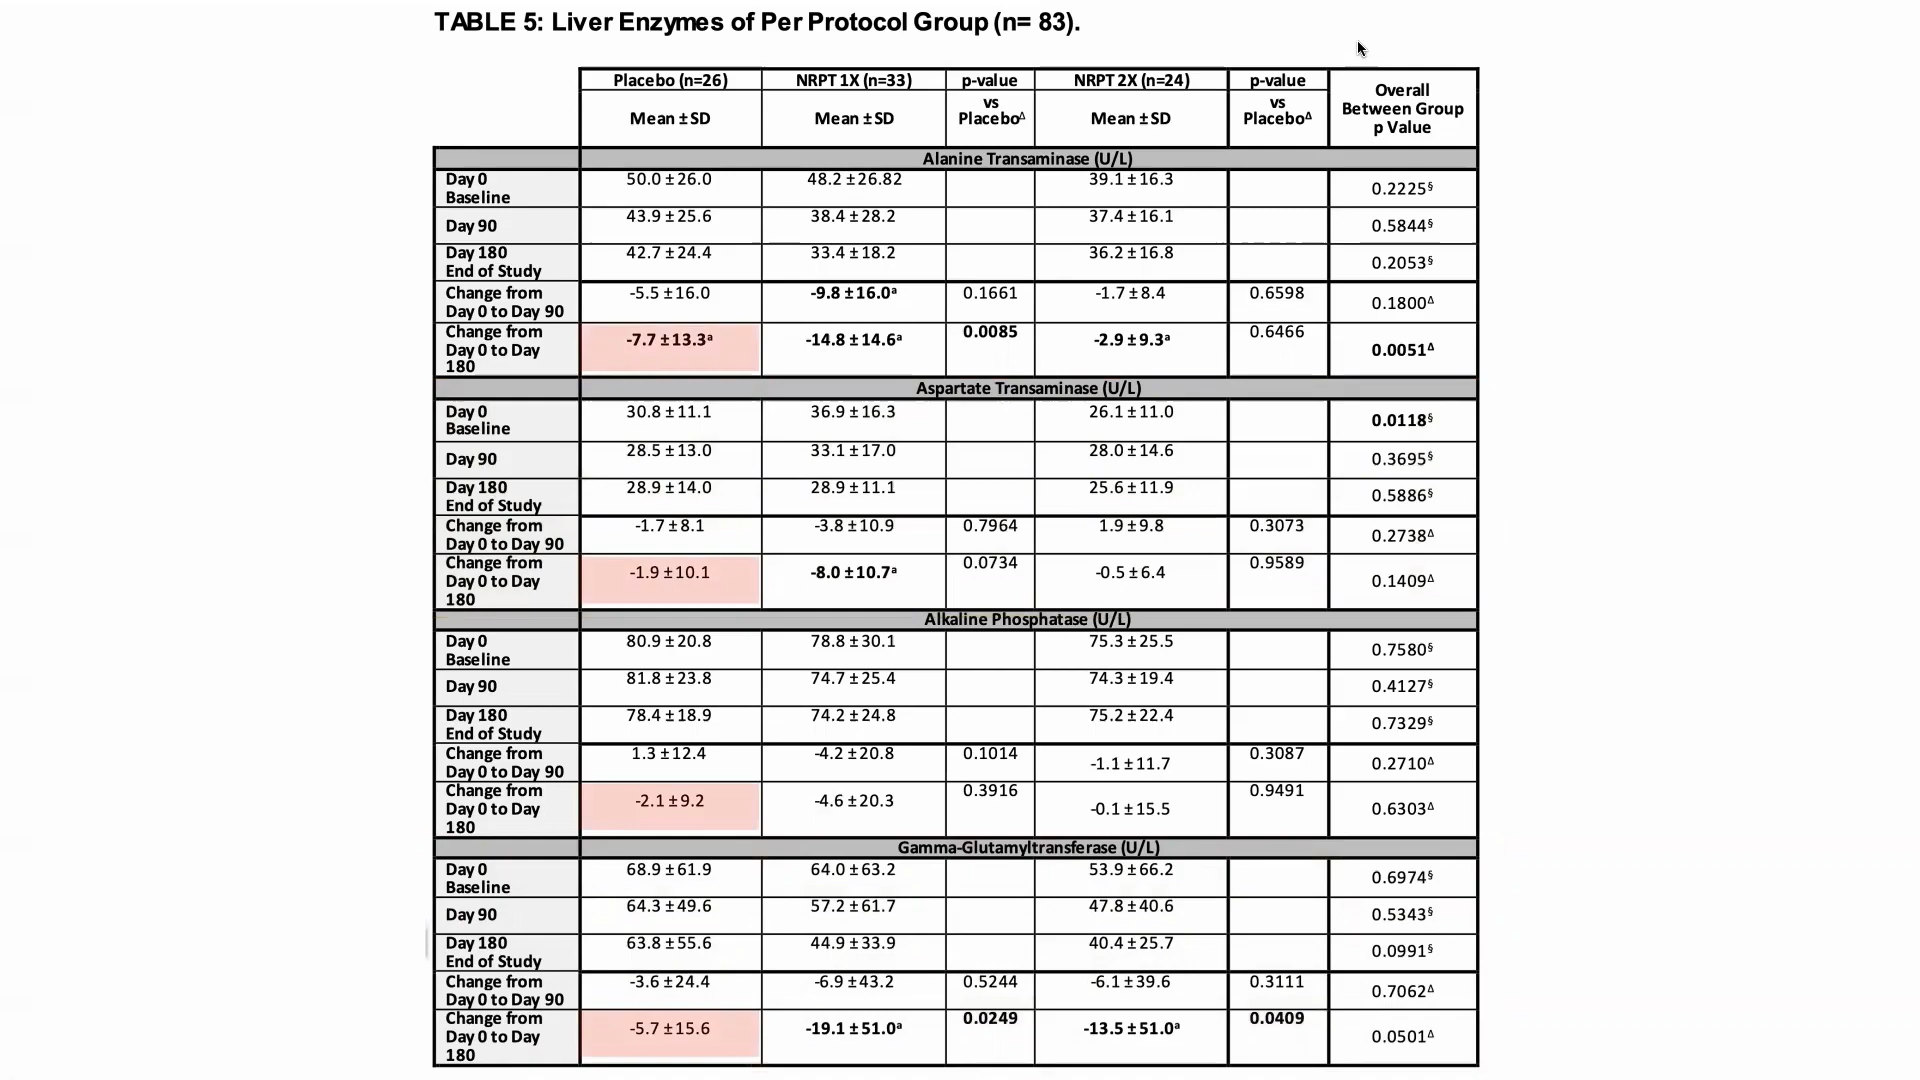 TABLE 5: Liver Enzymes of Per Protocol Group (n= 83).
Placebo (n=26) NRPT 1X (n=33) p-value NRPT 2X (n=24) p-value Overall Between Group p Value
Mean ± SD Mean ± SD vs Placebo^Δ Mean ± SD vs Placebo^Δ
Alanine Transaminase (U/L)
Day 0 Baseline 50.0 ± 26.0 48.2 ± 26.82 39.1 ± 16.3 0.2225§
Day 90 43.9 ± 25.6 38.4 ± 28.2 37.4 ± 16.1 0.5844§
Day 180 End of Study 42.7 ± 24.4 33.4 ± 18.2 36.2 ± 16.8 0.2053§
Change from Day 0 to Day 90 -5.5 ± 16.0 -9.8 ± 16.0ᵃ 0.1661 -1.7 ± 8.4 0.6598 0.1800^Δ
Change from Day 0 to Day 180 -7.7 ± 13.3ᵃ -14.8 ± 14.6ᵃ 0.0085 -2.9 ± 9.3ᵃ 0.6466 0.0051^Δ
Aspartate Transaminase (U/L)
Day 0 Baseline 30.8 ± 11.1 36.9 ± 16.3 26.1 ± 11.0 0.0118§
Day 90 28.5 ± 13.0 33.1 ± 17.0 28.0 ± 14.6 0.3695§
Day 180 End of Study 28.9 ± 14.0 28.9 ± 11.1 25.6 ± 11.9 0.5886§
Change from Day 0 to Day 90 -1.7 ± 8.1 -3.8 ± 10.9 0.7964 1.9 ± 9.8 0.3073 0.2738^Δ
Change from Day 0 to Day 180 -1.9 ± 10.1 -8.0 ± 10.7ᵃ 0.0734 -0.5 ± 6.4 0.9589 0.1409^Δ
Alkaline Phosphatase (U/L)
Day 0 Baseline 80.9 ± 20.8 78.8 ± 30.1 75.3 ± 25.5 0.7580§
Day 90 81.8 ± 23.8 74.7 ± 25.4 74.3 ± 19.4 0.4127§
Day 180 End of Study 78.4 ± 18.9 74.2 ± 24.8 75.2 ± 22.4 0.7329§
Change from Day 0 to Day 90 1.3 ± 12.4 -4.2 ± 20.8 0.1014 -1.1 ± 11.7 0.3087 0.2710^Δ
Change from Day 0 to Day 180 -2.1 ± 9.2 -4.6 ± 20.3 0.3916 -0.1 ± 15.5 0.9491 0.6303^Δ
Gamma-Glutamyltransferase (U/L)
Day 0 Baseline 68.9 ± 61.9 64.0 ± 63.2 53.9 ± 66.2 0.6974§
Day 90 64.3 ± 49.6 57.2 ± 61.7 47.8 ± 40.6 0.5343§
Day 180 End of Study 63.8 ± 55.6 44.9 ± 33.9 40.4 ± 25.7 0.0991§
Change from Day 0 to Day 90 -3.6 ± 24.4 -6.9 ± 43.2 0.5244 -6.1 ± 39.6 0.3111 0.7062^Δ
Change from Day 0 to Day 180 -5.7 ± 15.6 -19.1 ± 51.0ᵃ 0.0249 -13.5 ± 51.0ᵃ 0.0409 0.0501^Δ